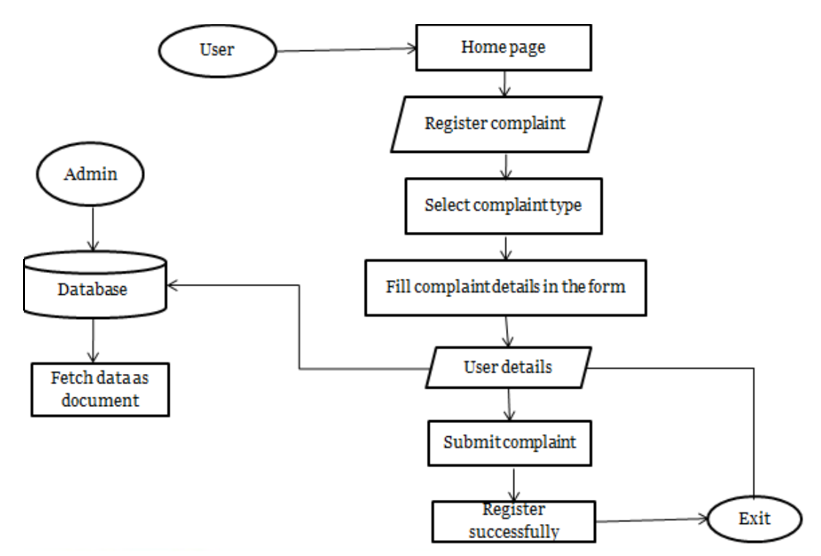 User
Home page
Register complaint
Admin
Select complaint type
Database
Fill complaint details in the form
Fetch data as
document
User details
Submit complaint
Register
successfully
Exit